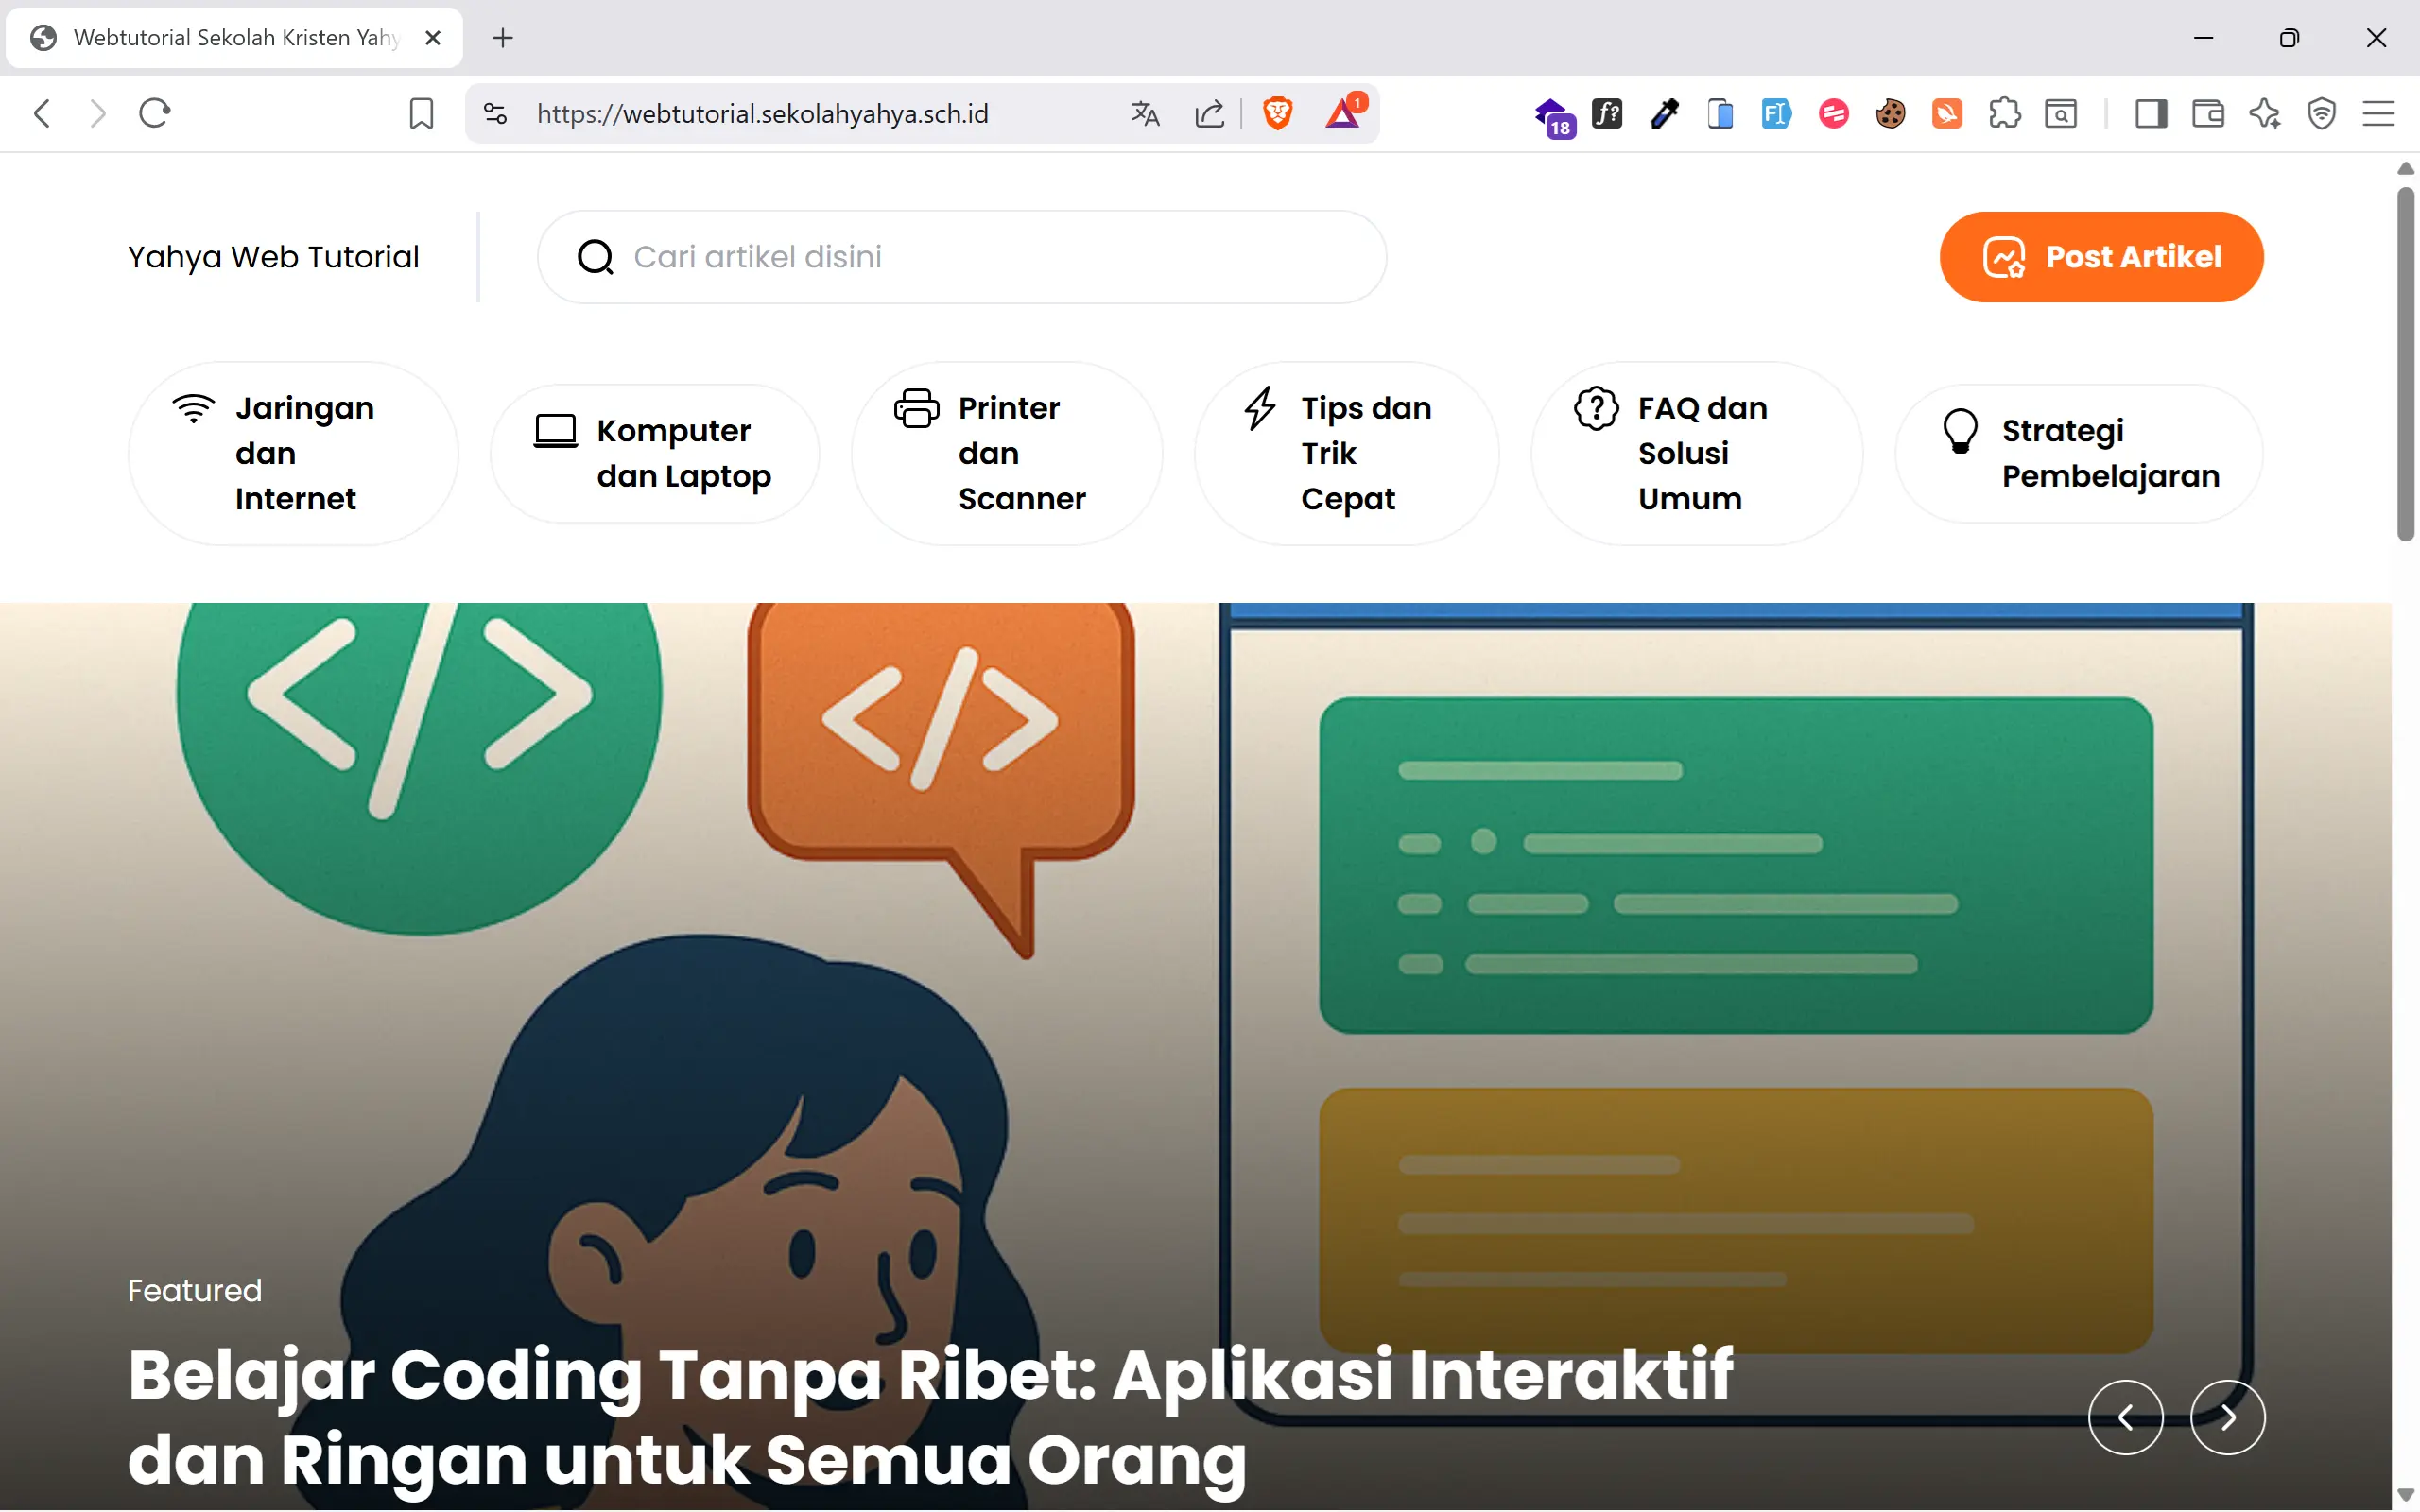 Webtutorial Sekolah Kristen Yahy
https://webtutorial.sekolahyahya.sch.id
1
18
f?
FI
Yahya Web Tutorial
Cari artikel disini
Post Artikel
Jaringan
dan
Internet
Komputer
dan Laptop
Printer
dan
Scanner
Tips dan
Trik
Cepat
FAQ dan
Solusi
Umum
Strategi
Pembelajaran
Featured
Belajar Coding Tanpa Ribet: Aplikasi Interaktif
dan Ringan untuk Semua Orang